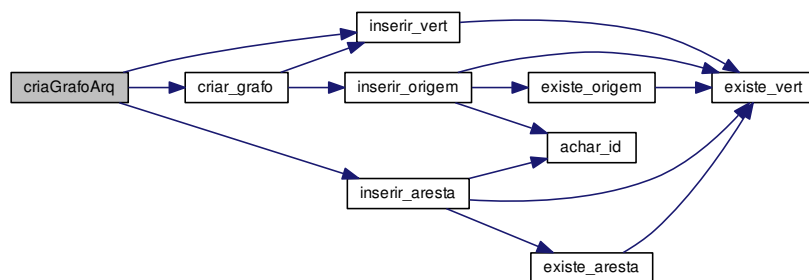 inserir_vert
criaGrafoArq
criar_grafo
inserir_origem
existe_origem
existe_vert
achar_id
inserir_aresta
existe_aresta